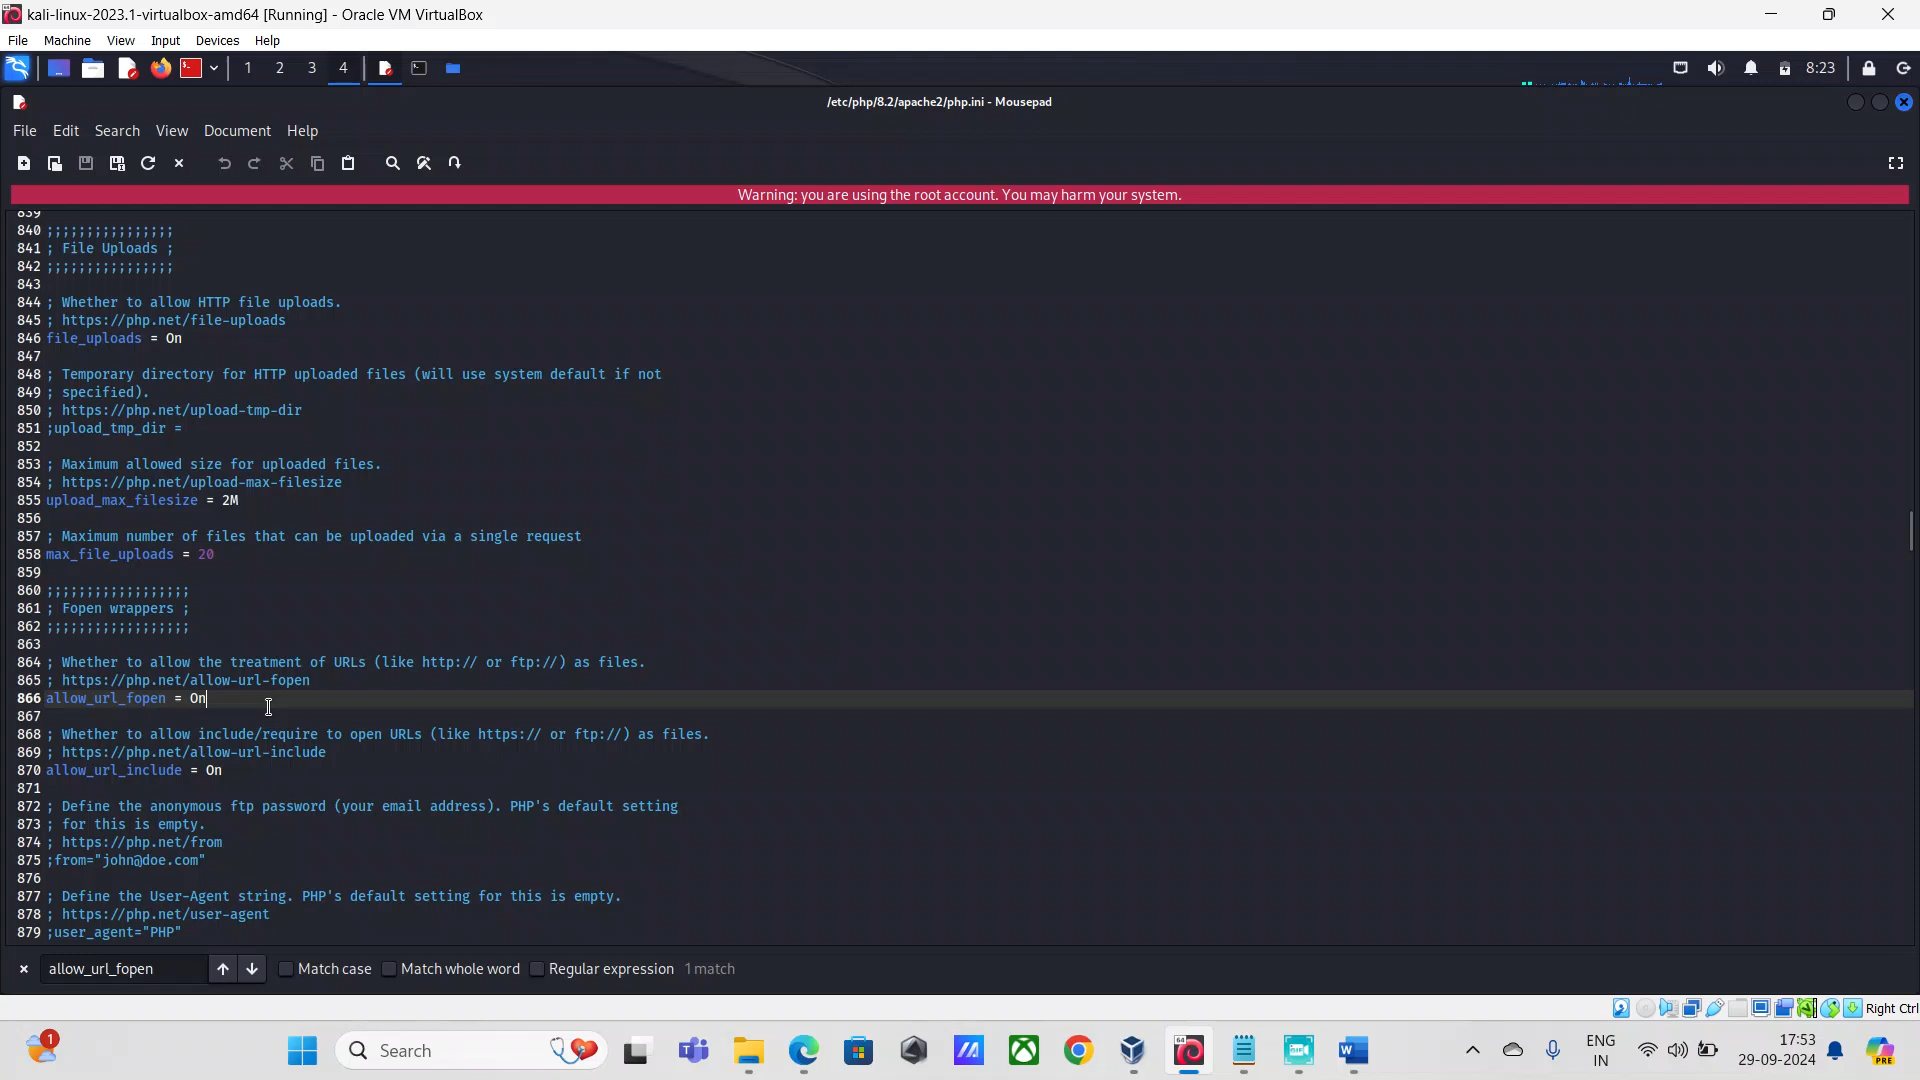 kali-linux-2023.1-virtualbox-amd64 [Running] - Oracle VM VirtualBox
File Machine View Input Devices Help
1 2 3 4 8:23
/etc/php/8.2/apache2/php.ini - Mousepad
File Edit Search View Document Help
Warning: you are using the root account. You may harm your system.
839
840 ;;;;;;;;;;;;;;;;
841 ; File Uploads ;
842 ;;;;;;;;;;;;;;;;
843
844 ; Whether to allow HTTP file uploads.
845 ; https://php.net/file-uploads
846 file_uploads = On
847
848 ; Temporary directory for HTTP uploaded files (will use system default if not
849 ; specified).
850 ; https://php.net/upload-tmp-dir
851 ;upload_tmp_dir =
852
853 ; Maximum allowed size for uploaded files.
854 ; https://php.net/upload-max-filesize
855 upload_max_filesize = 2M
856
857 ; Maximum number of files that can be uploaded via a single request
858 max_file_uploads = 20
859
860 ;;;;;;;;;;;;;;;;;;
861 ; Fopen wrappers ;
862 ;;;;;;;;;;;;;;;;;;
863
864 ; Whether to allow the treatment of URLs (like http:// or ftp://) as files.
865 ; https://php.net/allow-url-fopen
866 allow_url_fopen = On
867
868 ; Whether to allow include/require to open URLs (like https:// or ftp://) as files.
869 ; https://php.net/allow-url-include
870 allow_url_include = On
871
872 ; Define the anonymous ftp password (your email address). PHP's default setting
873 ; for this is empty.
874 ; https://php.net/from
875 ;from="john@doe.com"
876
877 ; Define the User-Agent string. PHP's default setting for this is empty.
878 ; https://php.net/user-agent
879 ;user_agent="PHP"
allow_url_fopen Match case Match whole word Regular expression 1 match
Right Ctrl
1 Search ENG 17:53
IN 29-09-2024